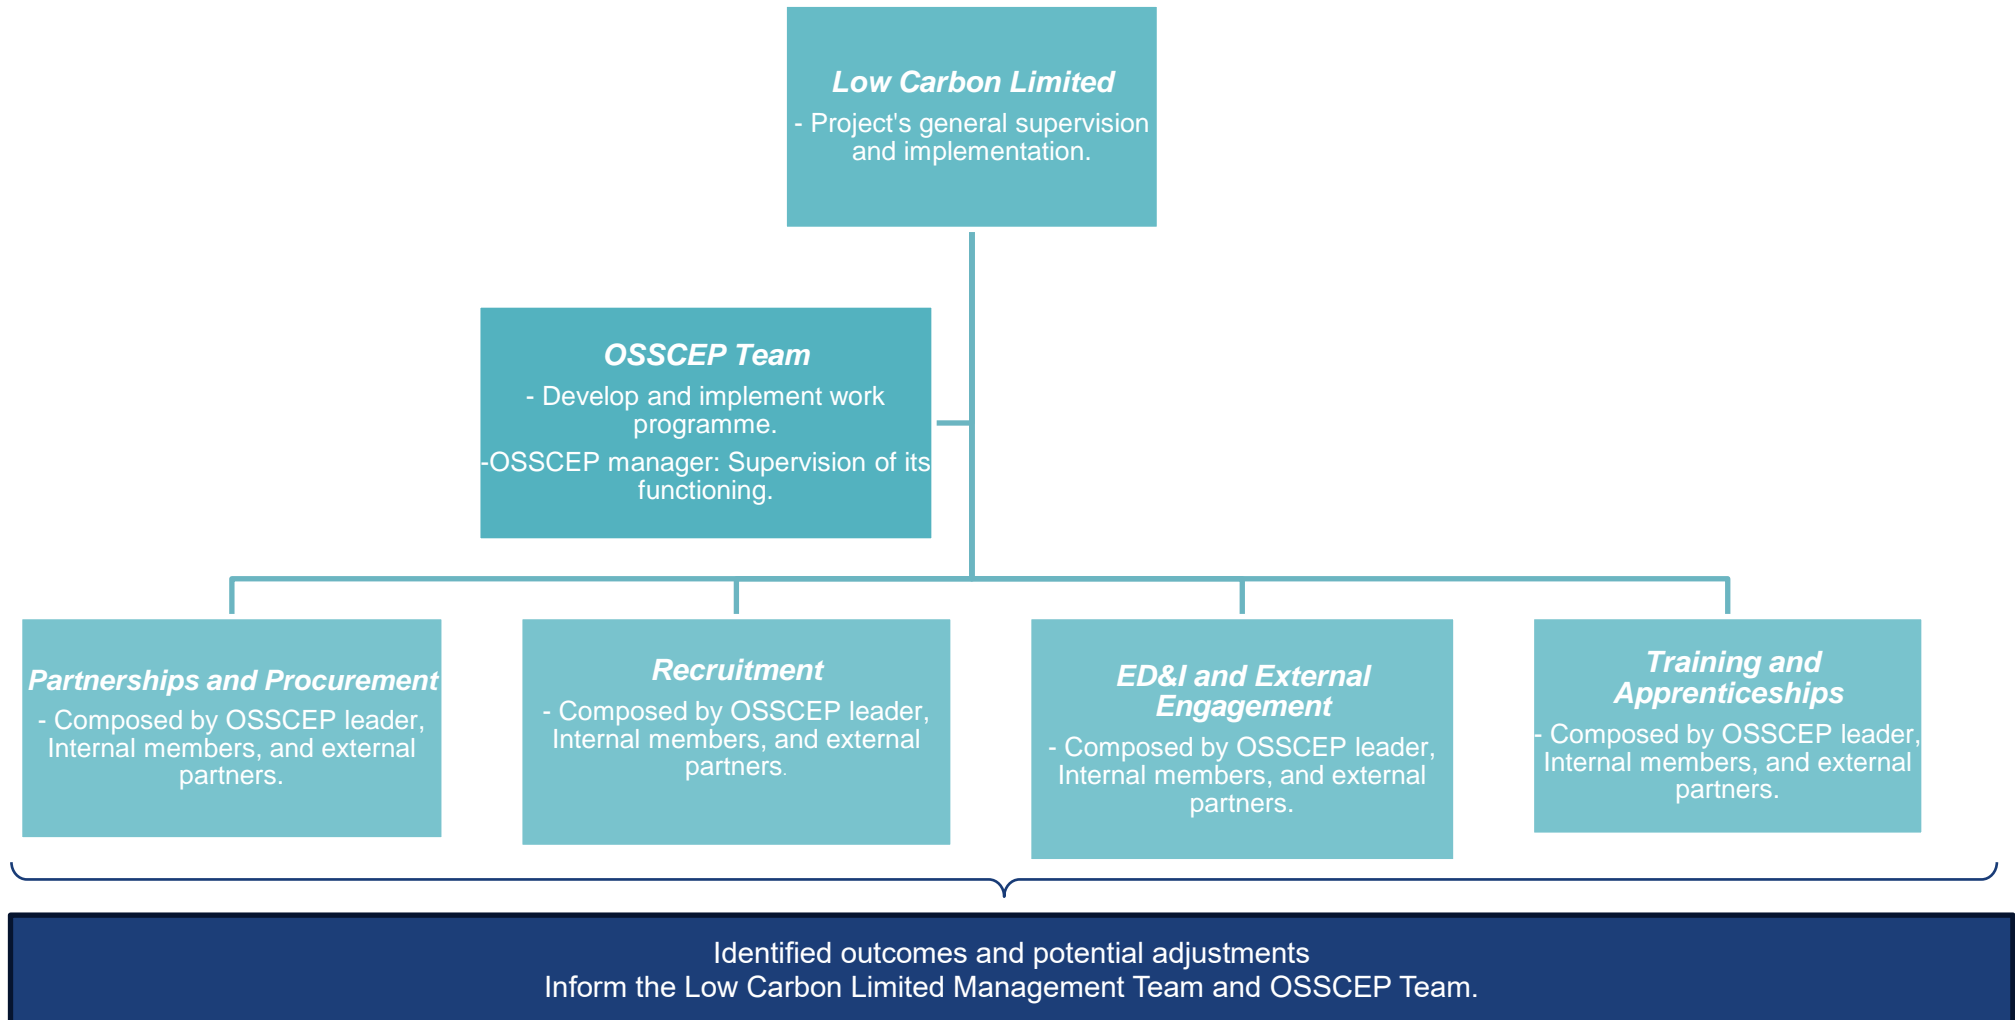 Low Carbon Limited
- Project's general supervision
and implementation.
OSSCEP Team
- Develop and implement work
programme.
-OSSCEP manager: Supervision of its
functioning.
Partnerships and Procurement
- Composed by OSSCEP leader,
Internal members, and external
partners.
Recruitment
- Composed by OSSCEP leader,
Internal members, and external
partners.
ED&I and External
Engagement
- Composed by OSSCEP leader,
Internal members, and external
partners.
Training and
Apprenticeships
- Composed by OSSCEP leader,
Internal members, and external
partners.
Identified outcomes and potential adjustments
Inform the Low Carbon Limited Management Team and OSSCEP Team.